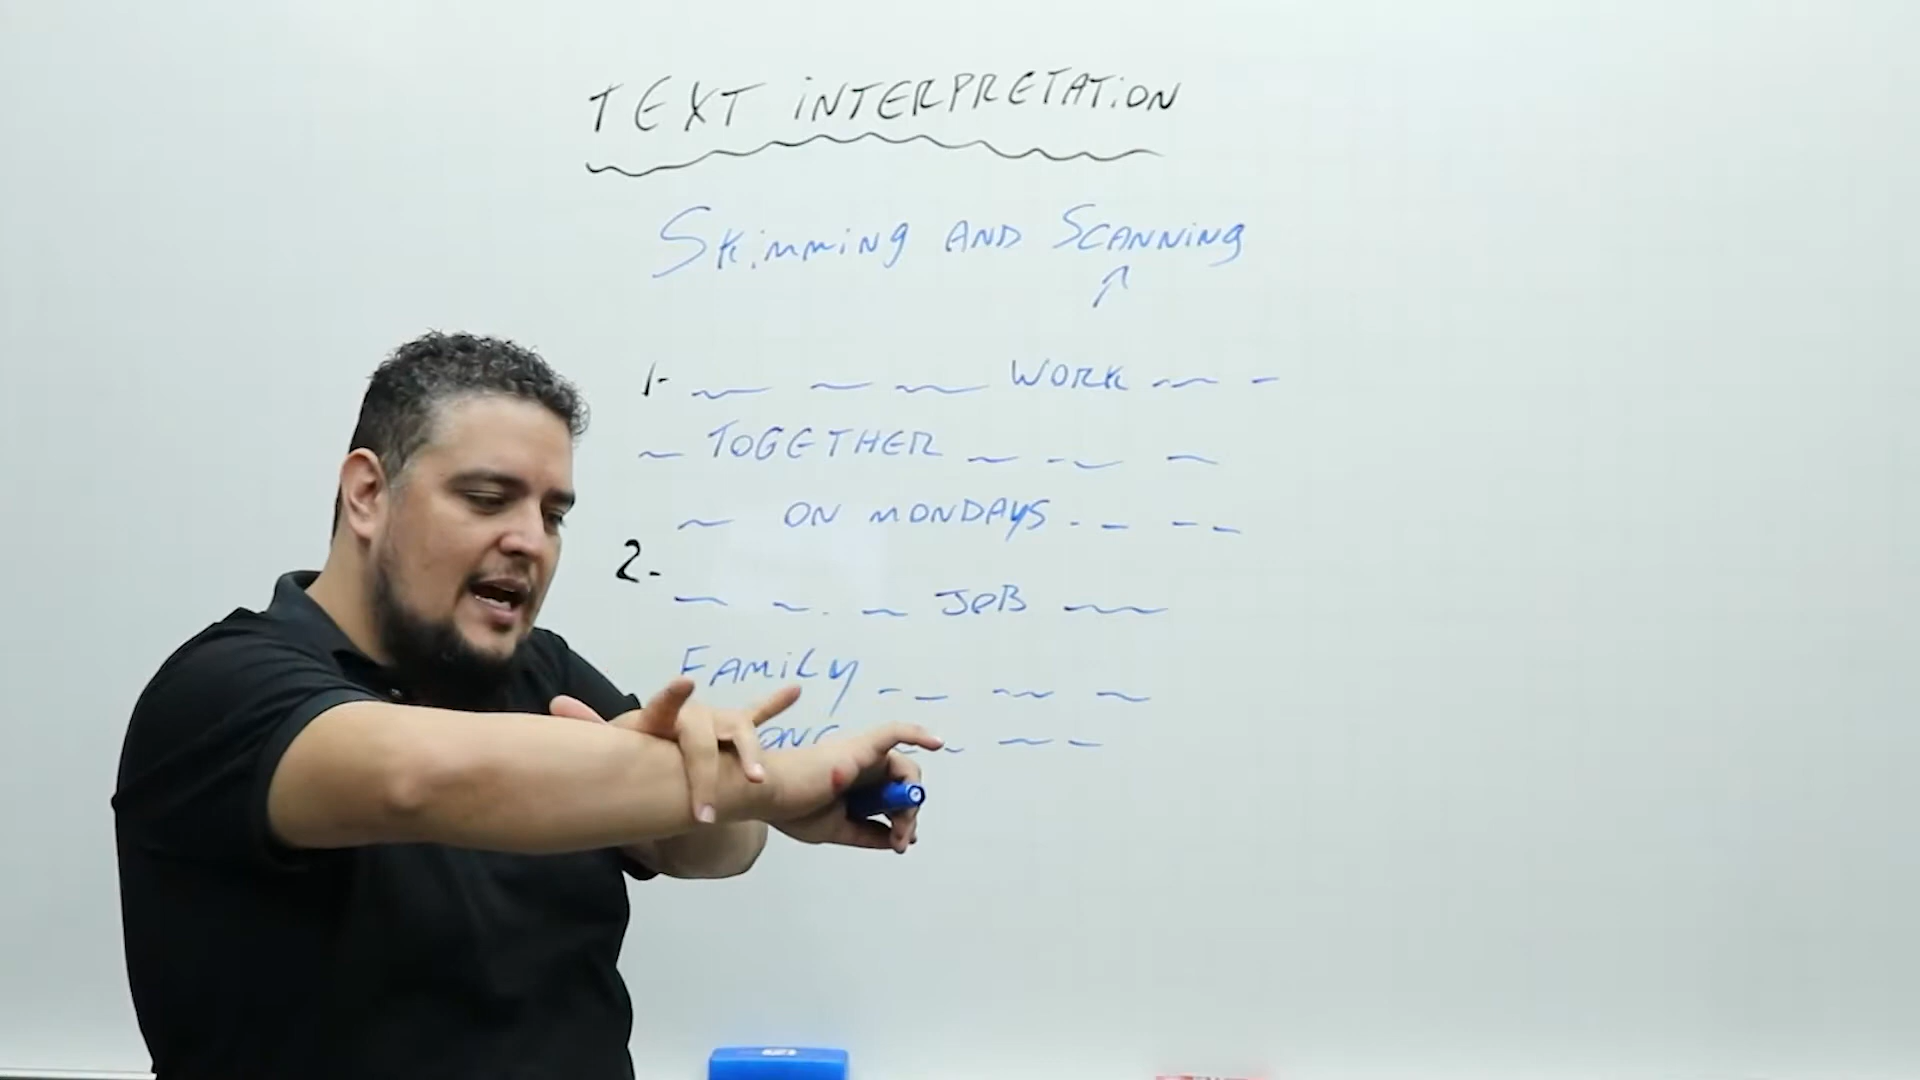 TEXT INTERPRETATION
Skimming AND SCANNING
1- WORK
TOGETHER
ON MONDAYS
2-
JOB
FAMILY